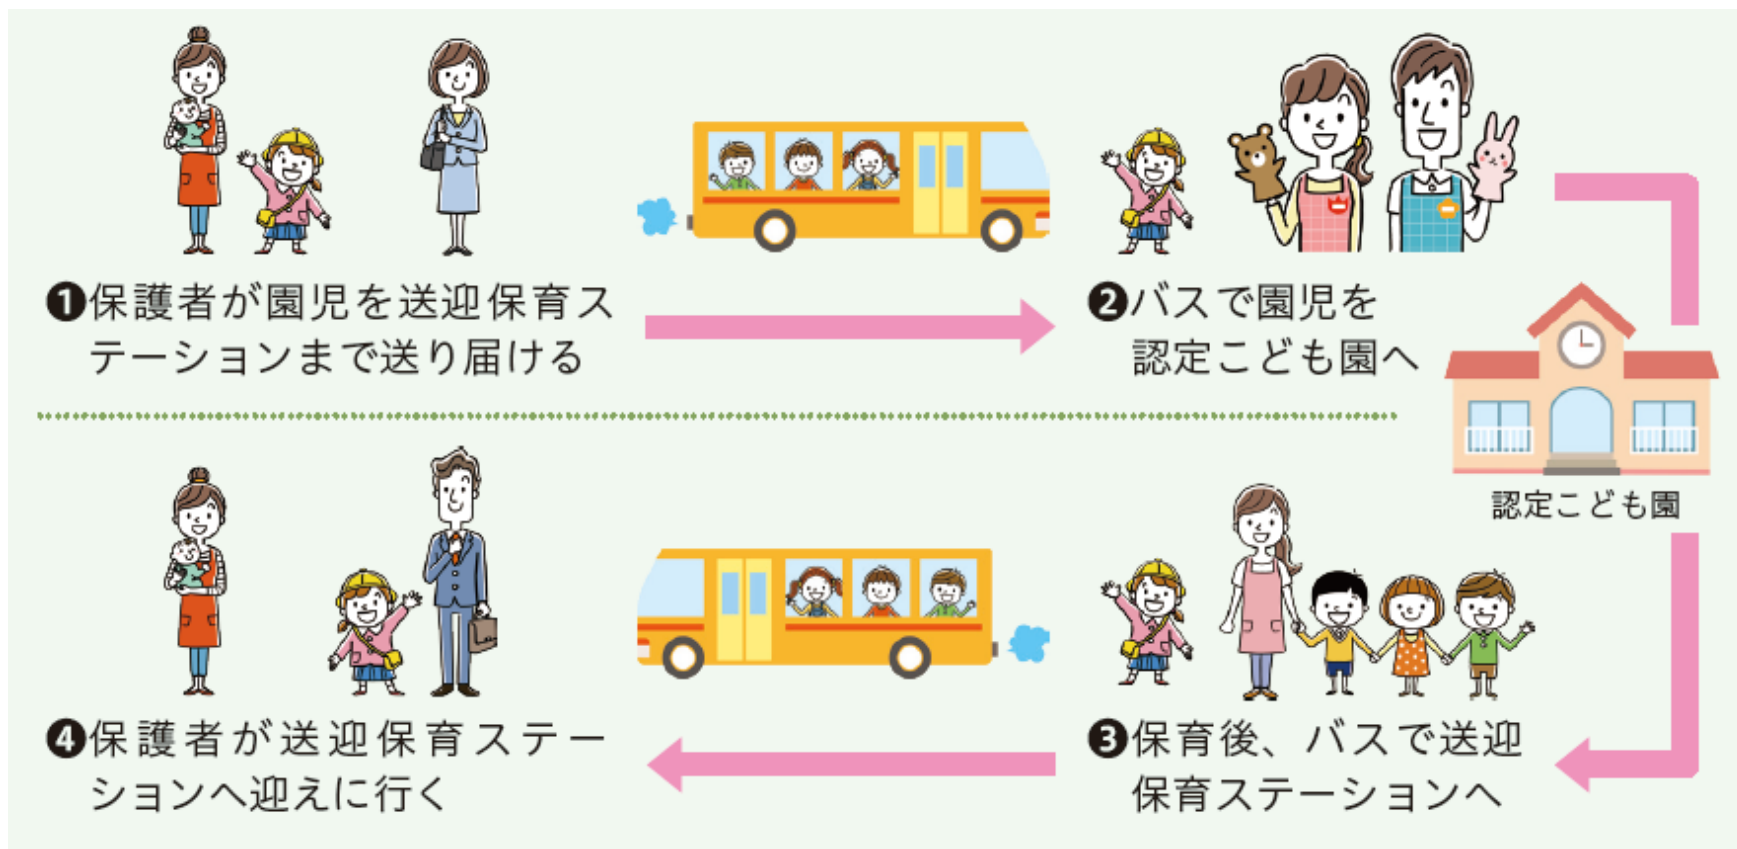 ❶保護者が園児を送迎保育ス
テーションまで送り届ける
❷バスで園児を
認定こども園へ
認定こども園
❸保育後、バスで送迎
保育ステーションへ
❹保護者が送迎保育ステー
ションへ迎えに行く